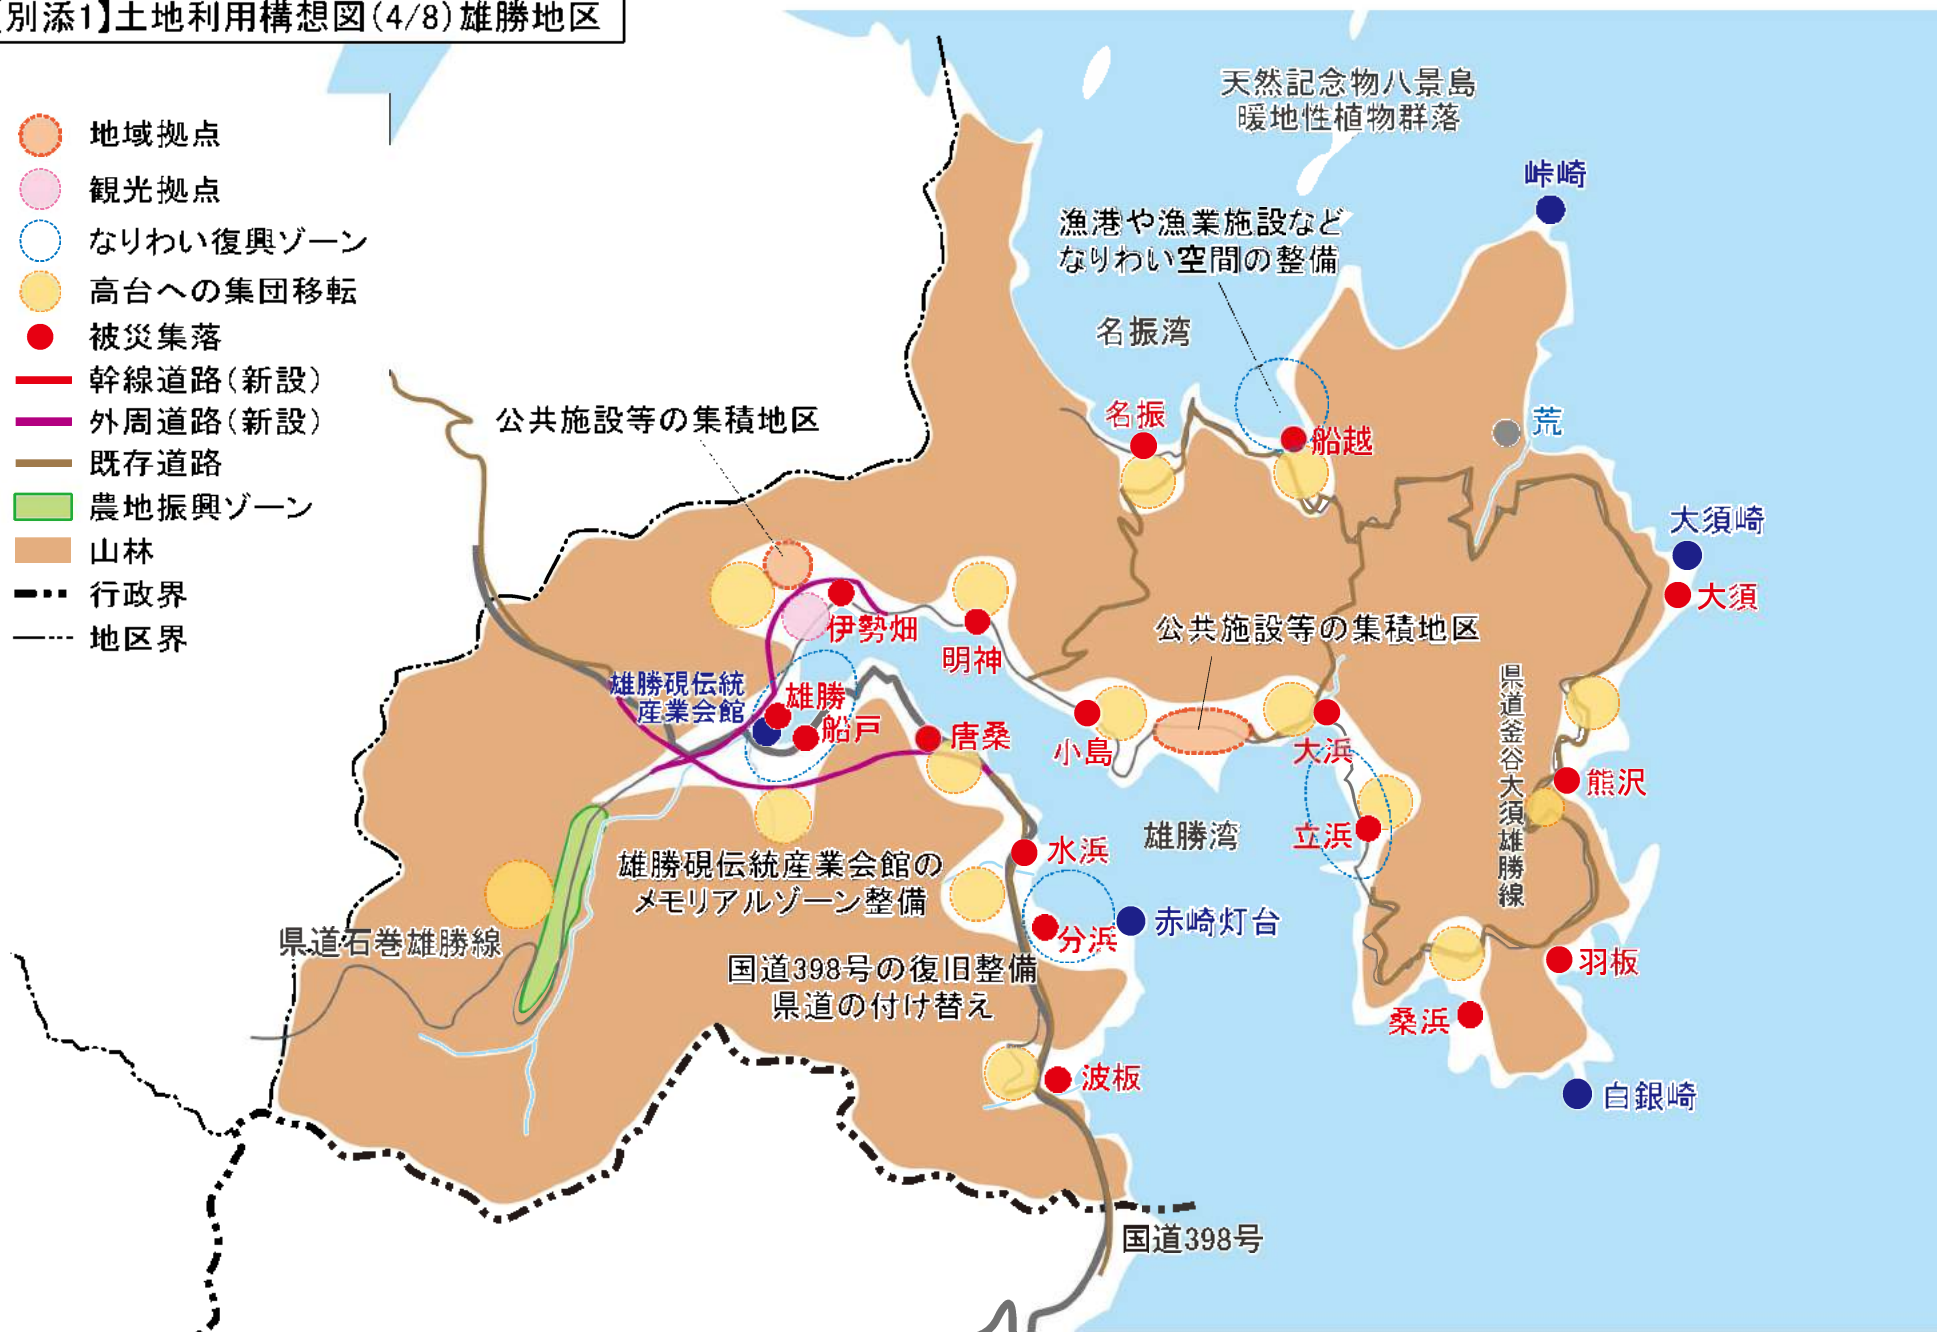 別添1】土地利用構想図(4/8)雄勝地区
地域拠点
観光拠点
なりわい復興ゾーン
高台への集団移転
被災集落
幹線道路(新設)
外周道路(新設)
既存道路
農地振興ゾーン
山林
行政界
地区界
天然記念物八景島
暖地性植物群落
峠崎
漁港や漁業施設など
なりわい空間の整備
名振湾
名振
船越
荒
公共施設等の集積地区
大須崎
大須
伊勢畑
明神
公共施設等の集積地区
雄勝硯伝統
産業会館
雄勝
船戸
唐桑
小島
大浜
県道釜谷大須雄勝線
熊沢
立浜
雄勝湾
水浜
雄勝硯伝統産業会館の
メモリアルゾーン整備
分浜
赤崎灯台
県道石巻雄勝線
国道398号の復旧整備
県道の付け替え
羽板
桑浜
波板
白銀崎
国道398号